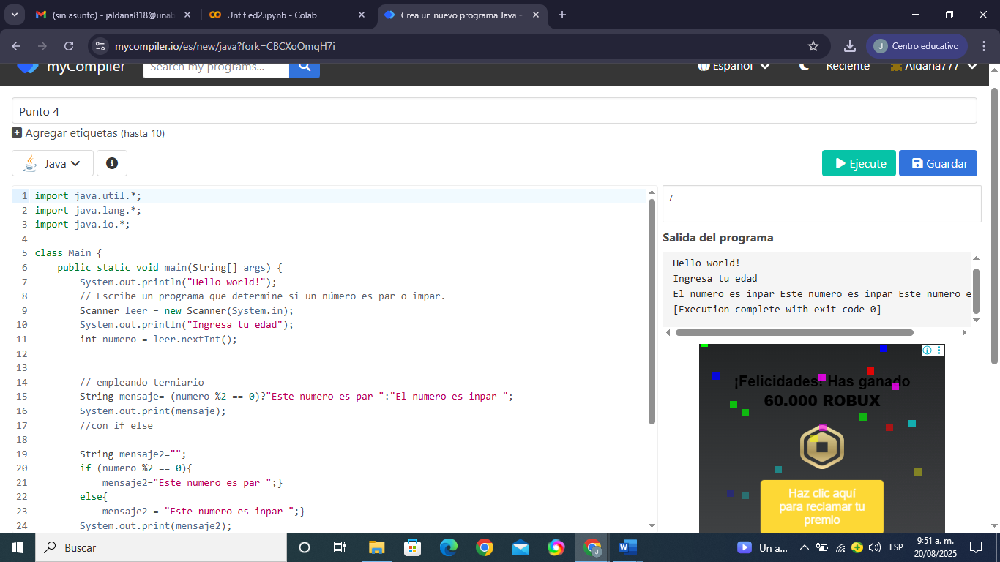 (sin asunto) - jaldana818@unab
Untitled2.ipynb - Colab
Crea un nuevo programa Java -
mycompiler.io/es/new/java?fork=CBCXoOmqH7i
J Centro educativo
myCompiler
Search my programs...
Español
Reciente
Aldana777
Punto 4
Agregar etiquetas (hasta 10)
Java
Ejecute
Guardar
1 import java.util.*;
2 import java.lang.*;
3 import java.io.*;
4
5 class Main {
6 public static void main(String[] args) {
7 System.out.println("Hello world!");
8 // Escribe un programa que determine si un número es par o impar.
9 Scanner leer = new Scanner(System.in);
10 System.out.println("Ingresa tu edad");
11 int numero = leer.nextInt();
12
13
14 // empleando terniario
15 String mensaje= (numero %2 == 0)?"Este numero es par ":"El numero es inpar ";
16 System.out.print(mensaje);
17 //con if else
18
19 String mensaje2="";
20 if (numero %2 == 0){
21 mensaje2="Este numero es par ";}
22 else{
23 mensaje2 = "Este numero es inpar ";}
24 System.out.print(mensaje2);
7
Salida del programa
Hello world!
Ingresa tu edad
El numero es inpar Este numero es inpar Este numero e
[Execution complete with exit code 0]
¡Felicidades! Has ganado
60.000 ROBUX
Haz clic aquí
para reclamar tu
premio
Buscar
J
W
Un a...
ESP
9:51 a. m.
20/08/2025